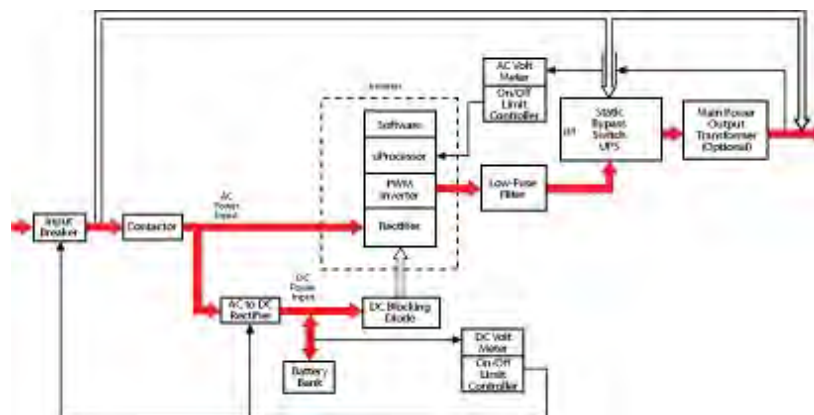 AC Volt
Meter
On/Off
Limit
Controller
Software
uProcessor
PWM
Inverter
Rectifier
Low-Fuse
Filter
Static
Bypass
Switch
UPS
Main Power
Output
Transformer
(Optional)
Input
Breaker
Contactor
AC
Power
Input
DC
Power
Input
AC to DC
Rectifier
DC Blocking
Diode
Battery
Bank
DC Volt
Meter
On/Off
Limit
Controller